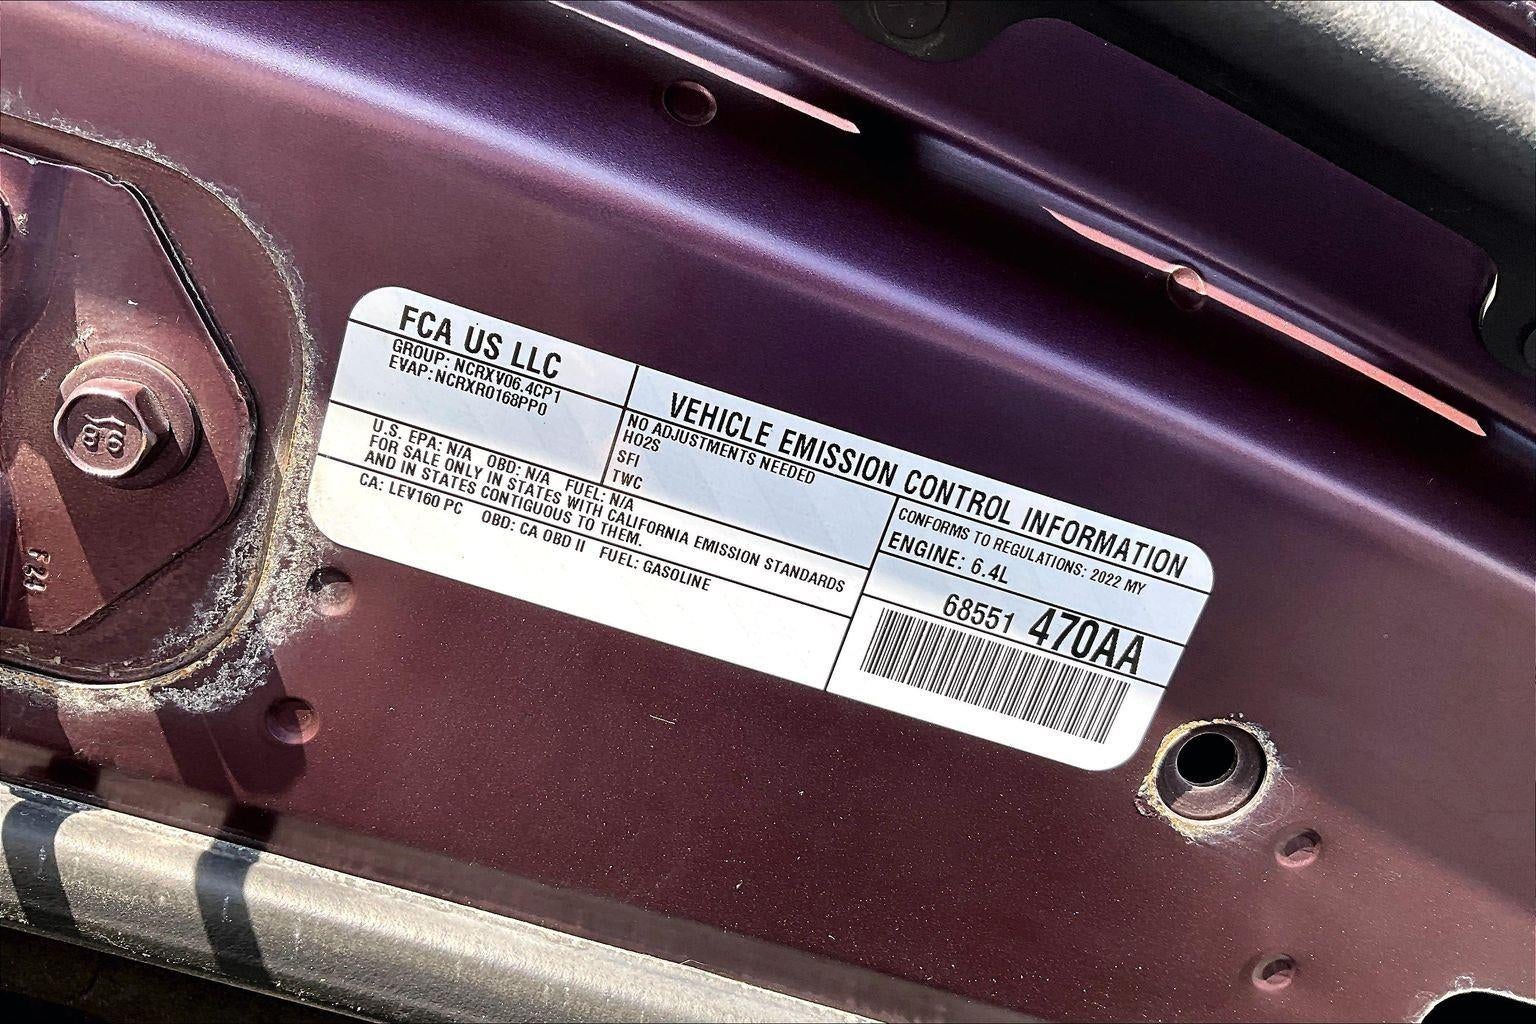 FCA US LLC
GROUP: NCRXV06.4CP1
EVAP: NCRXR0168PP0
VEHICLE EMISSION CONTROL INFORMATION
NO ADJUSTMENTS NEEDED
HO2S
SFI
TWC
CONFORMS TO REGULATIONS: 2022 MY
ENGINE: 6.4L
U.S. EPA: N/A OBD: N/A FUEL: N/A
FOR SALE ONLY IN STATES WITH CALIFORNIA EMISSION STANDARDS
AND IN STATES CONTIGUOUS TO THEM.
CA: LEV160 PC OBD: CA OBD II FUEL: GASOLINE
68551 470AA